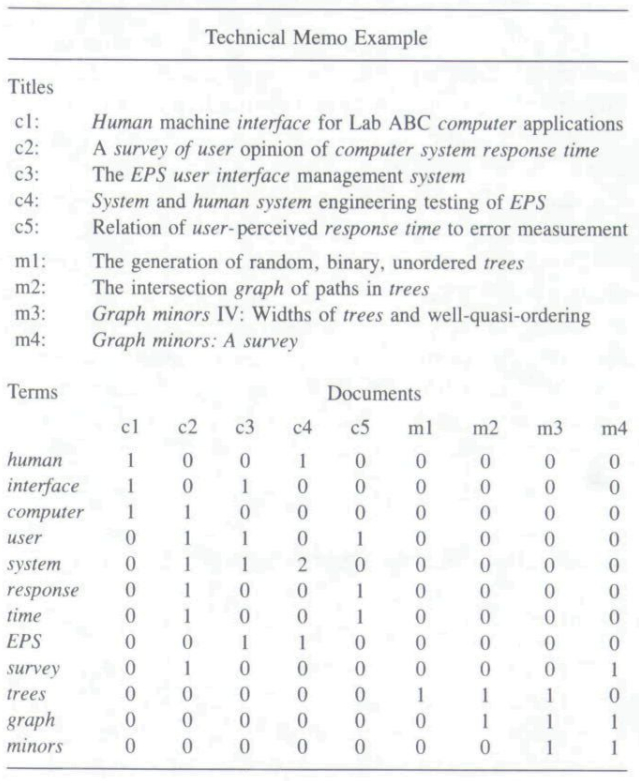 Technical Memo Example
Titles
c1: Human machine interface for Lab ABC computer applications
c2: A survey of user opinion of computer system response time
c3: The EPS user interface management system
c4: System and human system engineering testing of EPS
c5: Relation of user-perceived response time to error measurement
m1: The generation of random, binary, unordered trees
m2: The intersection graph of paths in trees
m3: Graph minors IV: Widths of trees and well-quasi-ordering
m4: Graph minors: A survey
Terms Documents
c1 c2 c3 c4 c5 m1 m2 m3 m4
human 1 0 0 1 0 0 0 0 0
interface 1 0 1 0 0 0 0 0 0
computer 1 1 0 0 0 0 0 0 0
user 0 1 1 0 1 0 0 0 0
system 0 1 1 2 0 0 0 0 0
response 0 1 0 0 1 0 0 0 0
time 0 1 0 0 1 0 0 0 0
EPS 0 0 1 1 0 0 0 0 0
survey 0 1 0 0 0 0 0 0 1
trees 0 0 0 0 0 1 1 1 0
graph 0 0 0 0 0 0 1 1 1
minors 0 0 0 0 0 0 0 1 1